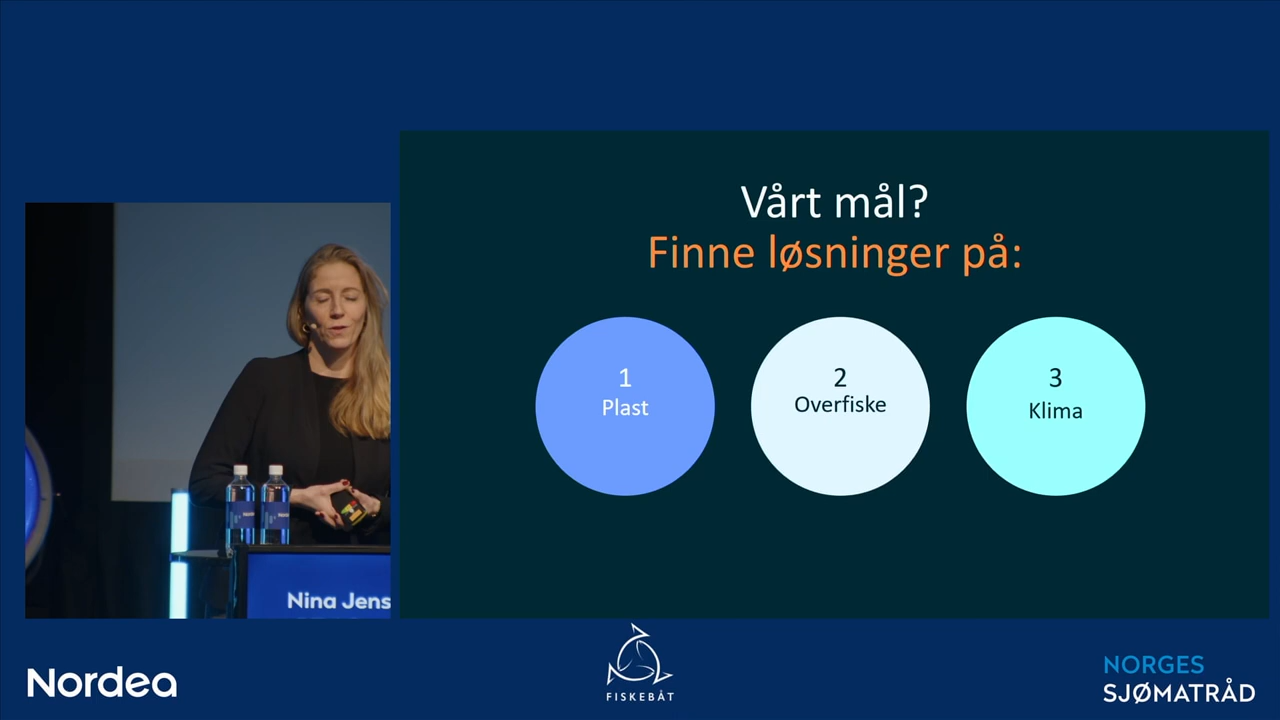 Vårt mål?
Finne løsninger på:
1
Plast
2
Overfiske
3
Klima
Nina Jens
Nordea
FISKEBÅT
NORGES
SJØMATRÅD